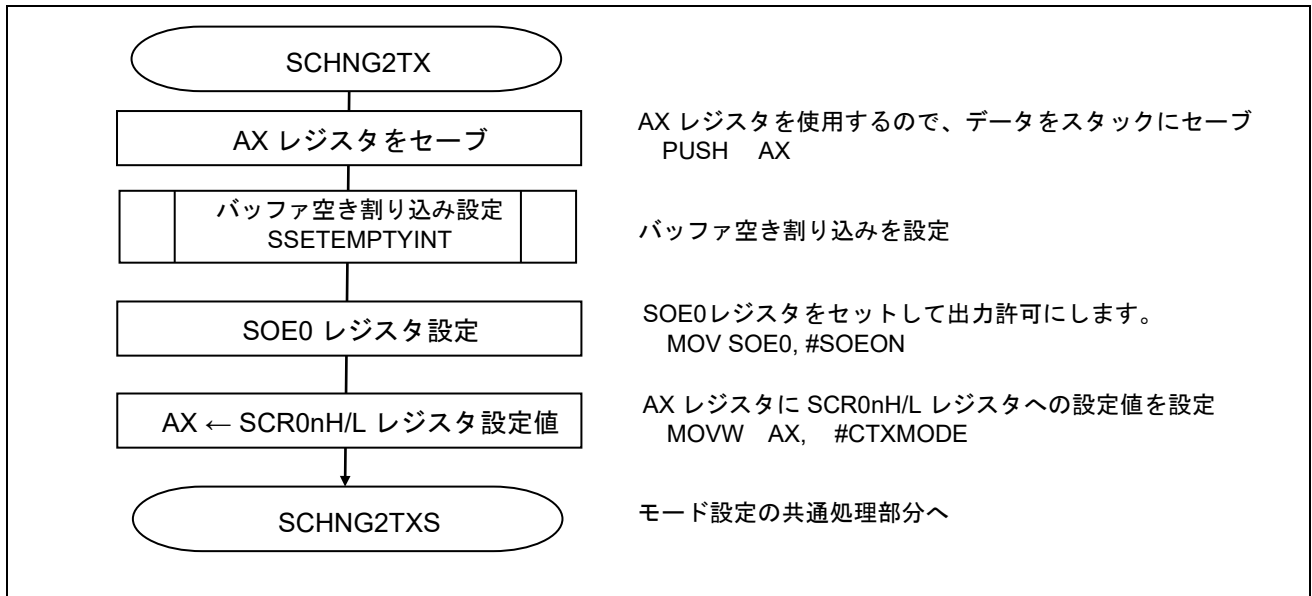 SCHNG2TX
AX レジスタをセーブ
AX レジスタを使用するので、データをスタックにセーブ
PUSH AX
バッファ空き割り込み設定
SSETEMPTYINT
バッファ空き割り込みを設定
SOE0 レジスタ設定
SOE0レジスタをセットして出力許可にします。
MOV SOE0, #SOEON
AX ← SCR0nH/L レジスタ設定値
AX レジスタに SCR0nH/L レジスタへの設定値を設定
MOVW AX, #CTXMODE
SCHNG2TXS
モード設定の共通処理部分へ